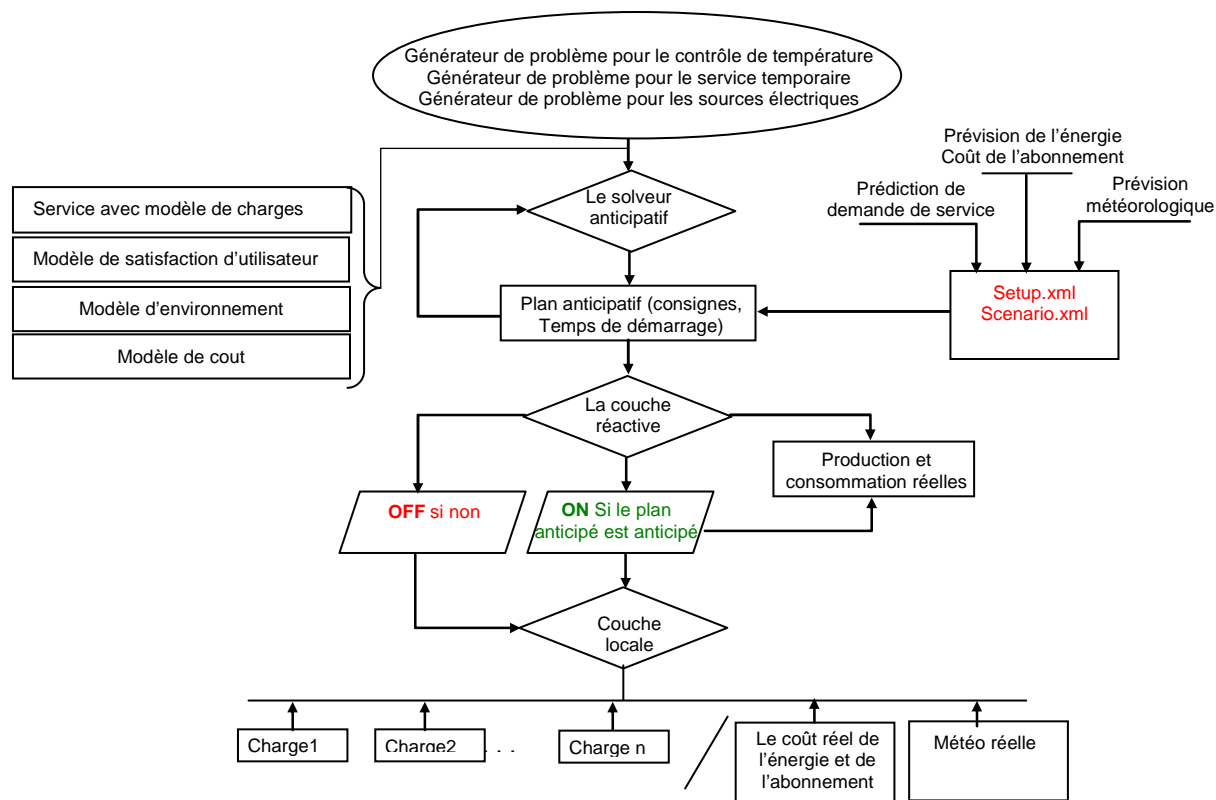 Générateur de problème pour le contrôle de température
Générateur de problème pour le service temporaire
Générateur de problème pour les sources électriques
Prévision de l'énergie
Coût de l'abonnement
Prédiction de
demande de service
Prévision
météorologique
Service avec modèle de charges
Modèle de satisfaction d'utilisateur
Modèle d'environnement
Modèle de cout
Le solveur
anticipatif
Plan anticipatif (consignes,
Temps de démarrage)
Setup.xml
Scenario.xml
La couche
réactive
Production et
consommation réelles
OFF si non
ON Si le plan
anticipé est anticipé
Couche
locale
Charge1
Charge2
. . .
Charge n
Le coût réel de
l'énergie et de
l'abonnement
Météo réelle